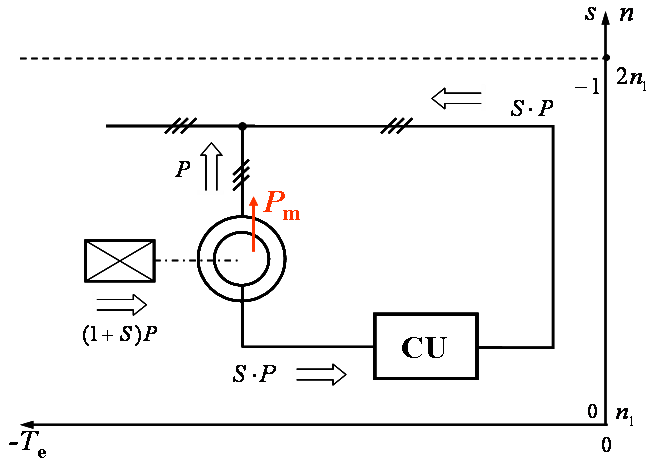 s n
−1 2n₁
S·P
P
Pm
(1+S)P
CU
S·P
0 n₁
-Te 0